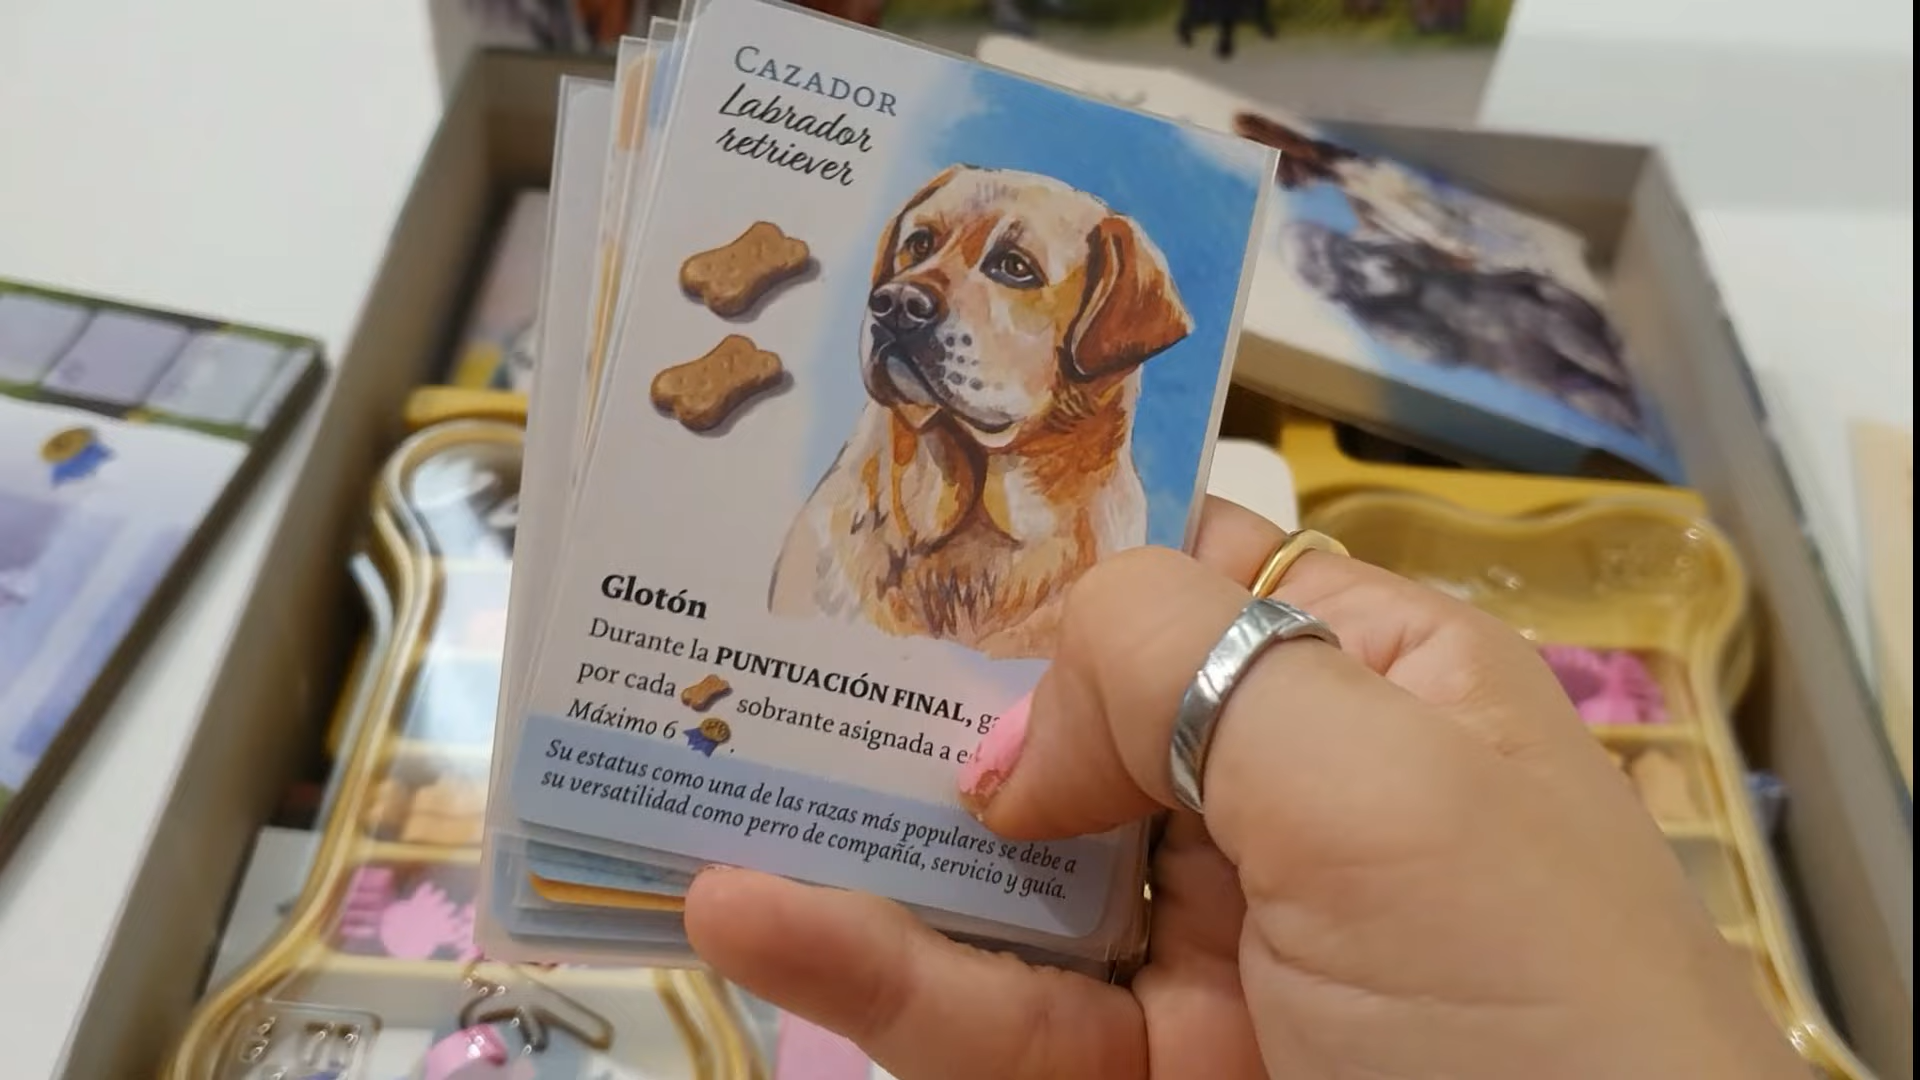 CAZADOR
Labrador
retriever
Glotón
Durante la PUNTUACIÓN FINAL,
por cada sobrante asignada a
Máximo 6 .
Su estatus como una de las razas más populares se debe a
su versatilidad como perro de compañía, servicio y guía.